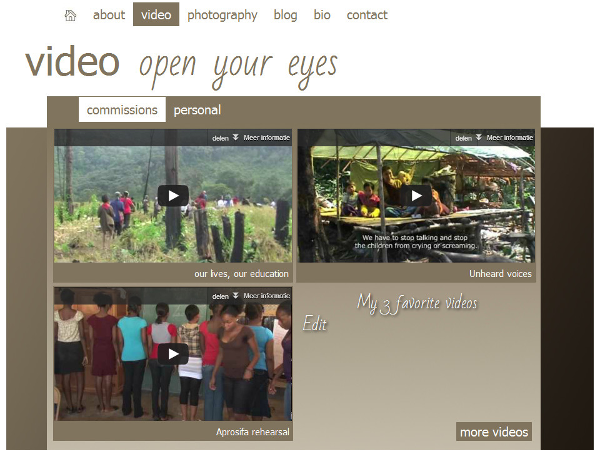 about video photography blog bio contact
video open your eyes
commissions personal
delen Meer informatie
delen Meer informatie
We have to stop talking and stop
the children from crying or screaming.
our lives, our education
Unheard voices
delen Meer informatie
My 3 favorite videos
Edit
Aprosifa rehearsal
more videos